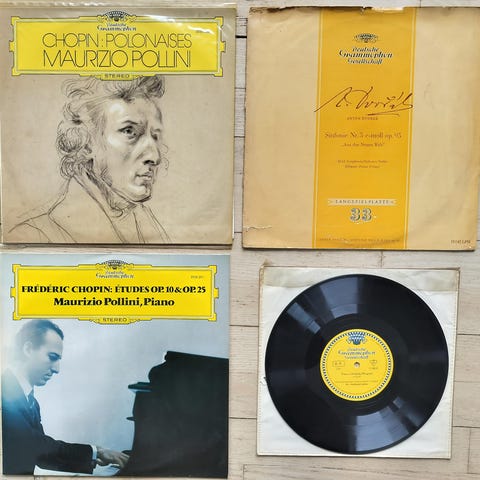 Deutsche
Grammophon
Gesellschaft
CHOPIN: POLONAISES
MAURIZIO POLLINI
STEREO
Deutsche
Grammophon
Gesellschaft
A. Dvořák
ANTON DVORAK
Sinfonie Nr. 5 e-moll op. 95
„Aus der Neuen Welt“
LANGSPIELPLATTE
33
Deutsche
Grammophon
Gesellschaft
FRÉDÉRIC CHOPIN: ÉTUDES OP. 10 & OP. 25
Maurizio Pollini, Piano
STEREO
Deutsche
Grammophon
Gesellschaft